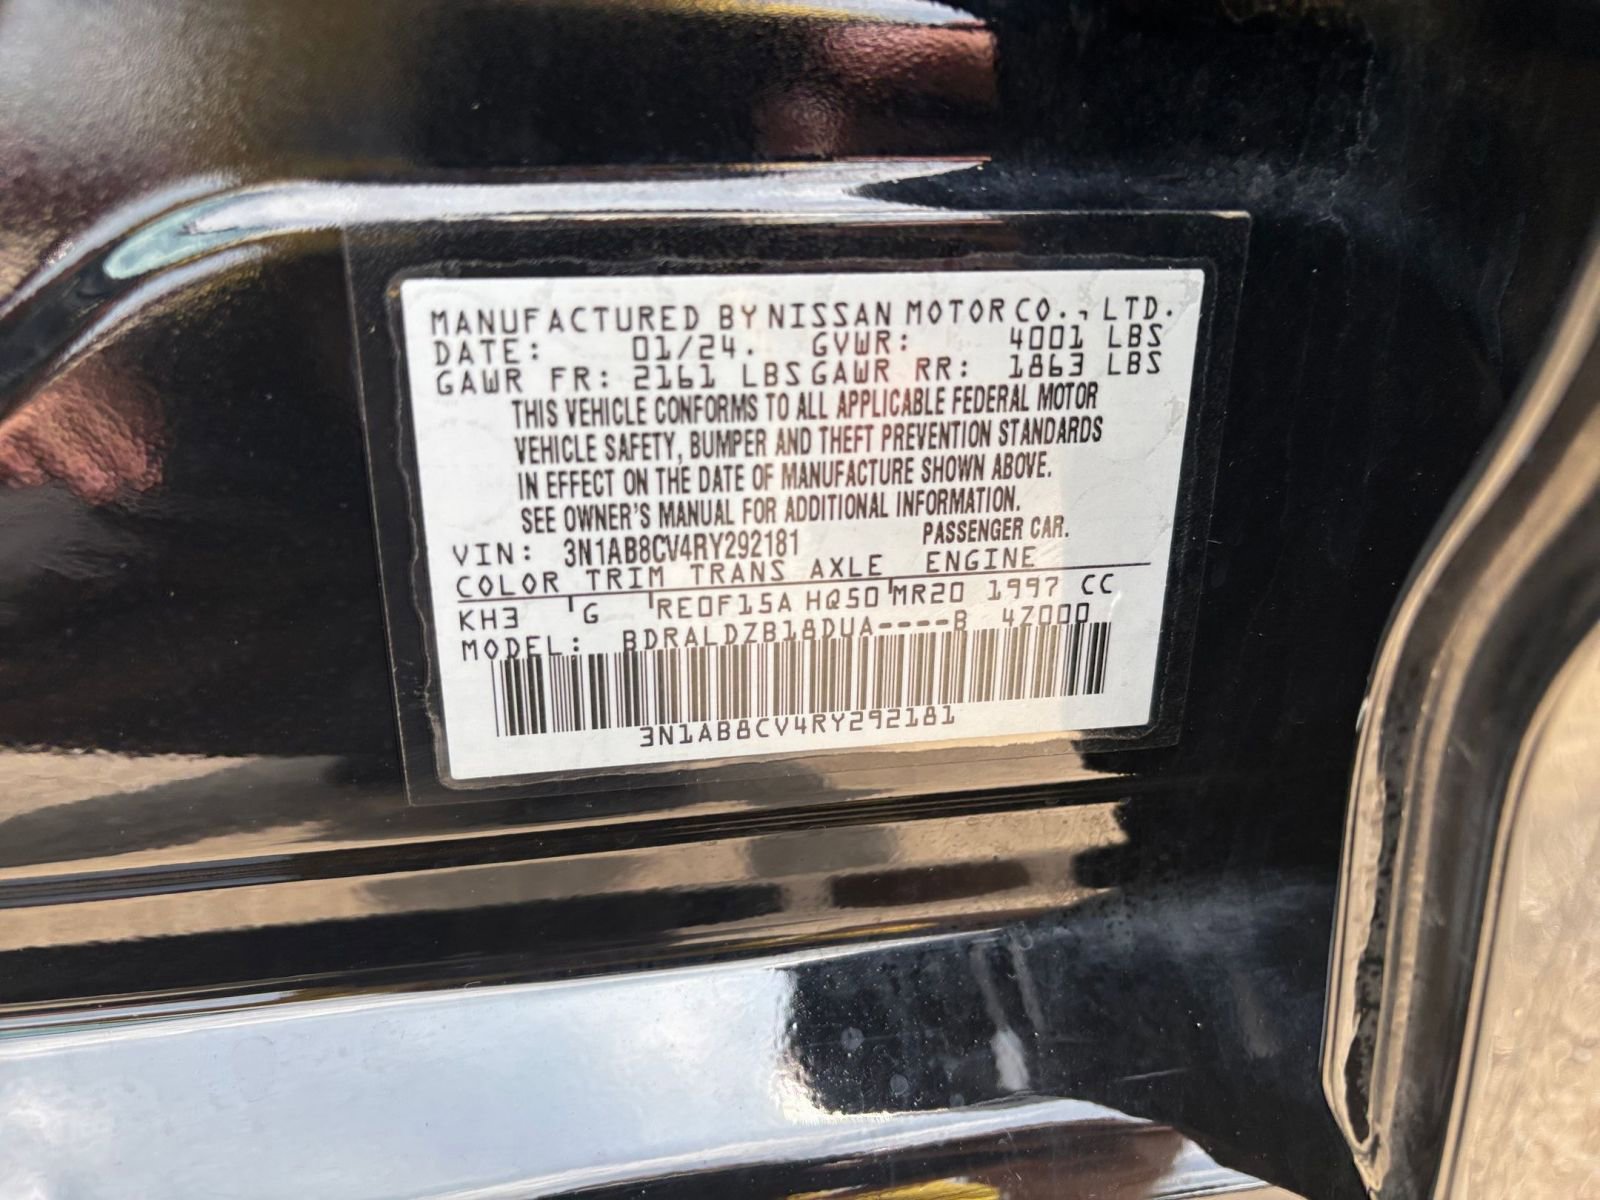 MANUFACTURED BY NISSAN MOTOR CO., LTD.
DATE: 01/24. GVWR: 4001 LBS
GAWR FR: 2161 LBS GAWR RR: 1863 LBS
THIS VEHICLE CONFORMS TO ALL APPLICABLE FEDERAL MOTOR
VEHICLE SAFETY, BUMPER AND THEFT PREVENTION STANDARDS
IN EFFECT ON THE DATE OF MANUFACTURE SHOWN ABOVE.
SEE OWNER'S MANUAL FOR ADDITIONAL INFORMATION.
VIN: 3N1AB8CV4RY292181 PASSENGER CAR.
COLOR TRIM TRANS AXLE ENGINE
KH3 G RE0F15A HQ50 MR20 1997 CC
MODEL: BDRALDZB18DUA----B 47000
3N1AB8CV4RY292181